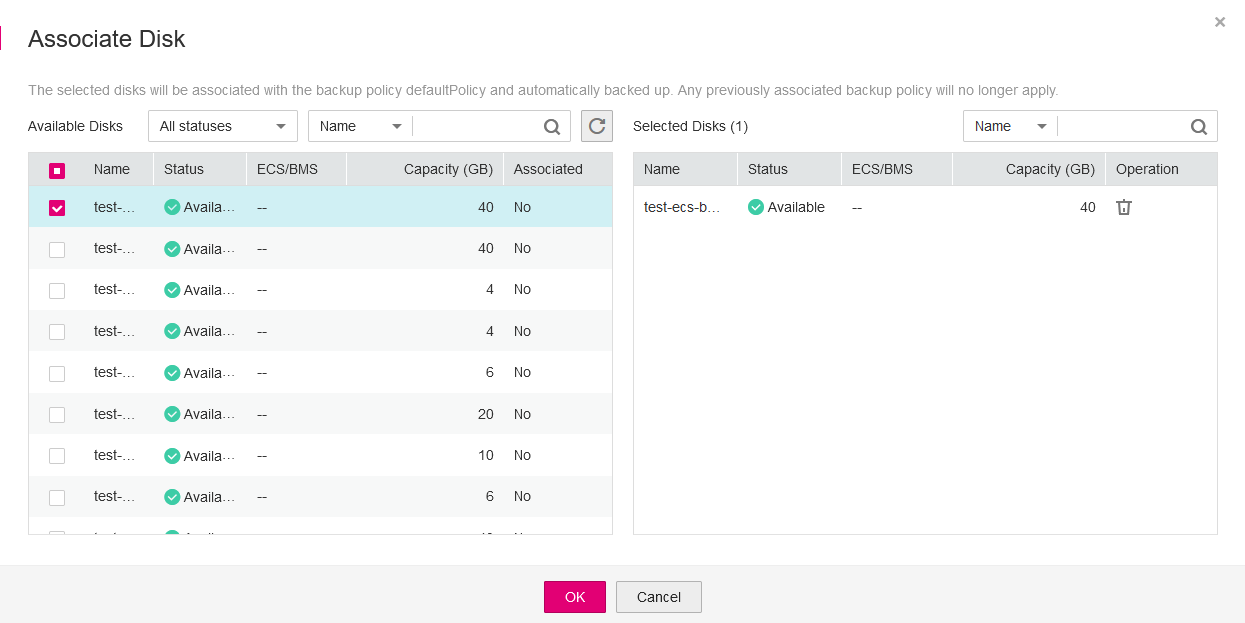 ×
Associate Disk
The selected disks will be associated with the backup policy defaultPolicy and automatically backed up. Any previously associated backup policy will no longer apply.
Available Disks All statuses Name Selected Disks (1) Name
Name Status ECS/BMS Capacity (GB) Associated Name Status ECS/BMS Capacity (GB) Operation
test-... Availa... -- 40 No test-ecs-b... Available -- 40
test-... Availa... -- 40 No
test-... Availa... -- 4 No
test-... Availa... -- 4 No
test-... Availa... -- 6 No
test-... Availa... -- 20 No
test-... Availa... -- 10 No
test-... Availa... -- 6 No
OK Cancel